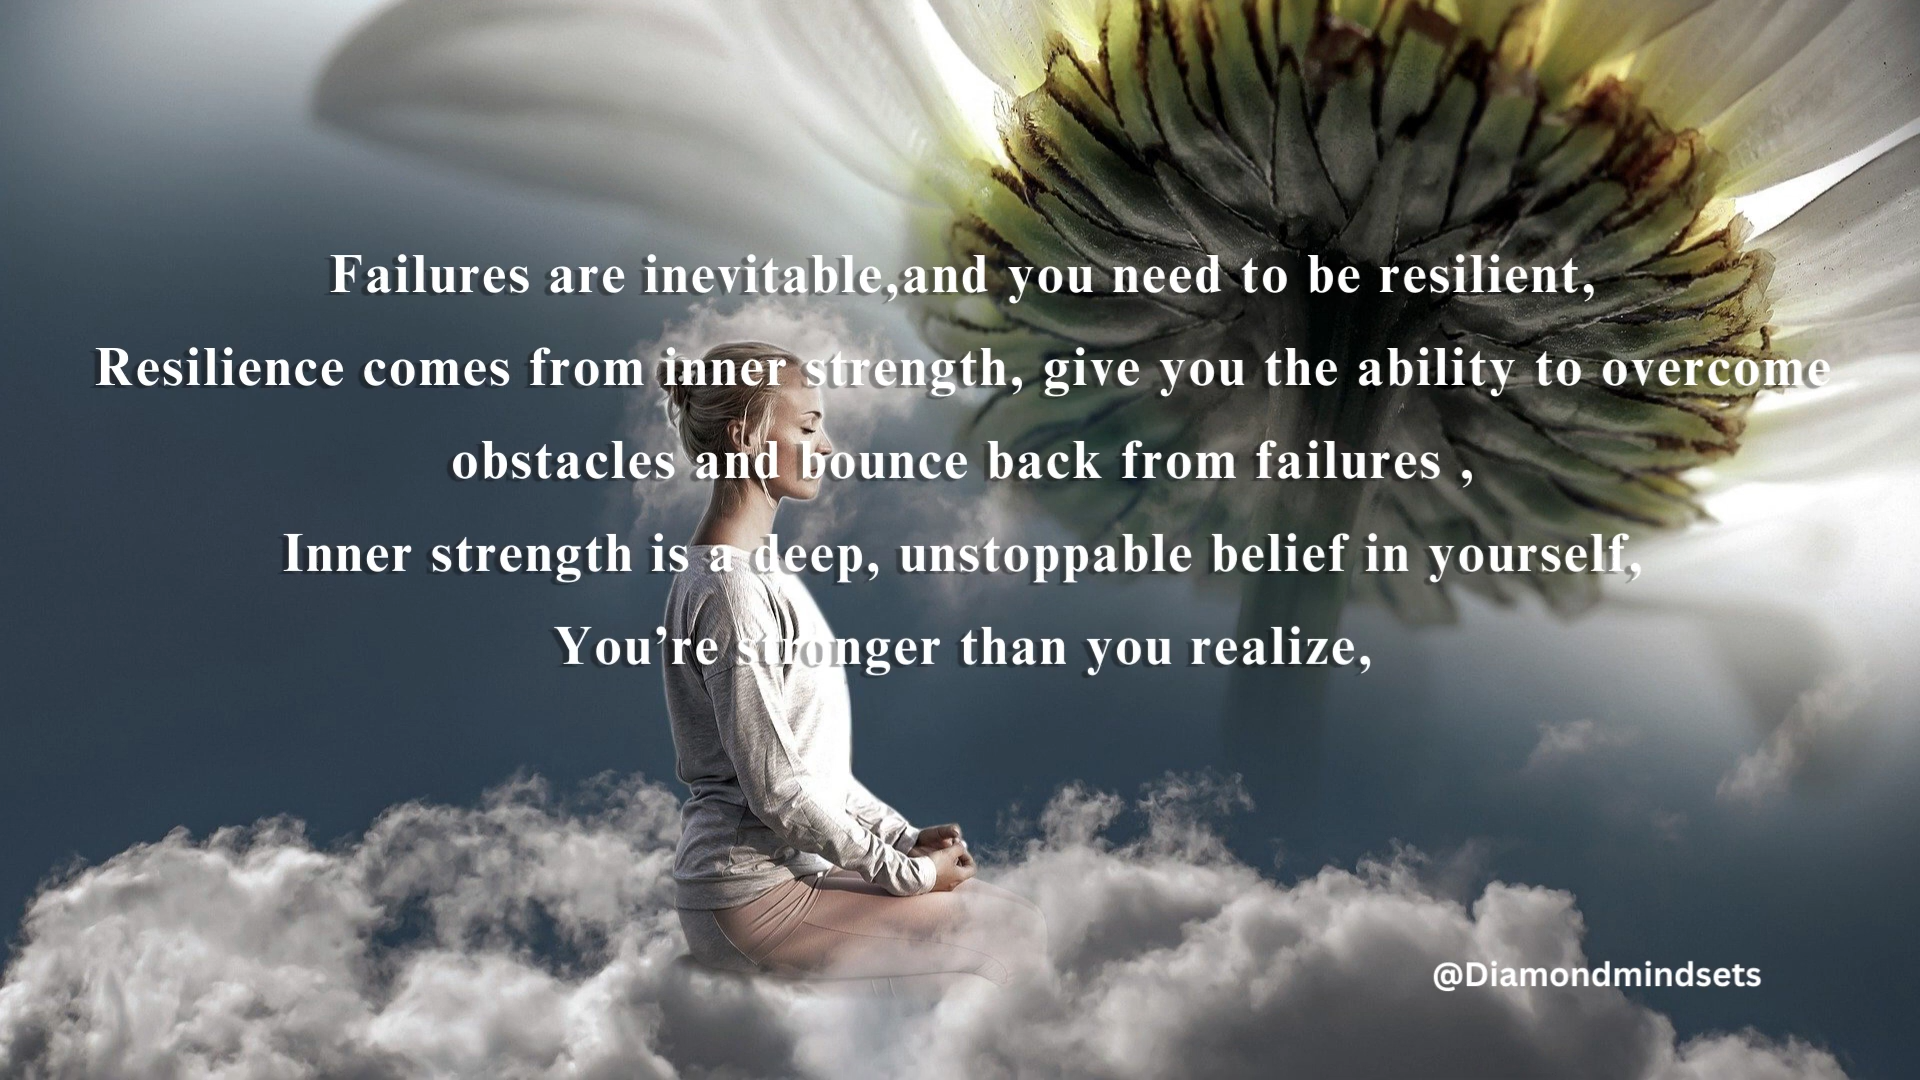 Failures are inevitable,and you need to be resilient,
Resilience comes from inner strength, give you the ability to overcome
obstacles and bounce back from failures ,
Inner strength is a deep, unstoppable belief in yourself,
You’re stronger than you realize,
@Diamondmindsets